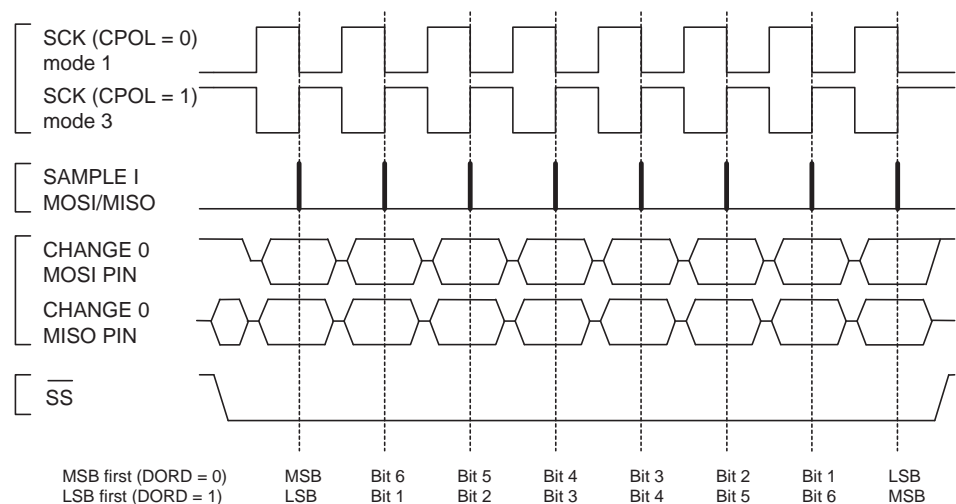 SCK (CPOL = 0)
mode 1
SCK (CPOL = 1)
mode 3
SAMPLE I
MOSI/MISO
CHANGE 0
MOSI PIN
CHANGE 0
MISO PIN
SS
MSB first (DORD = 0) MSB Bit 6 Bit 5 Bit 4 Bit 3 Bit 2 Bit 1 LSB
LSB first (DORD = 1) LSB Bit 1 Bit 2 Bit 3 Bit 4 Bit 5 Bit 6 MSB